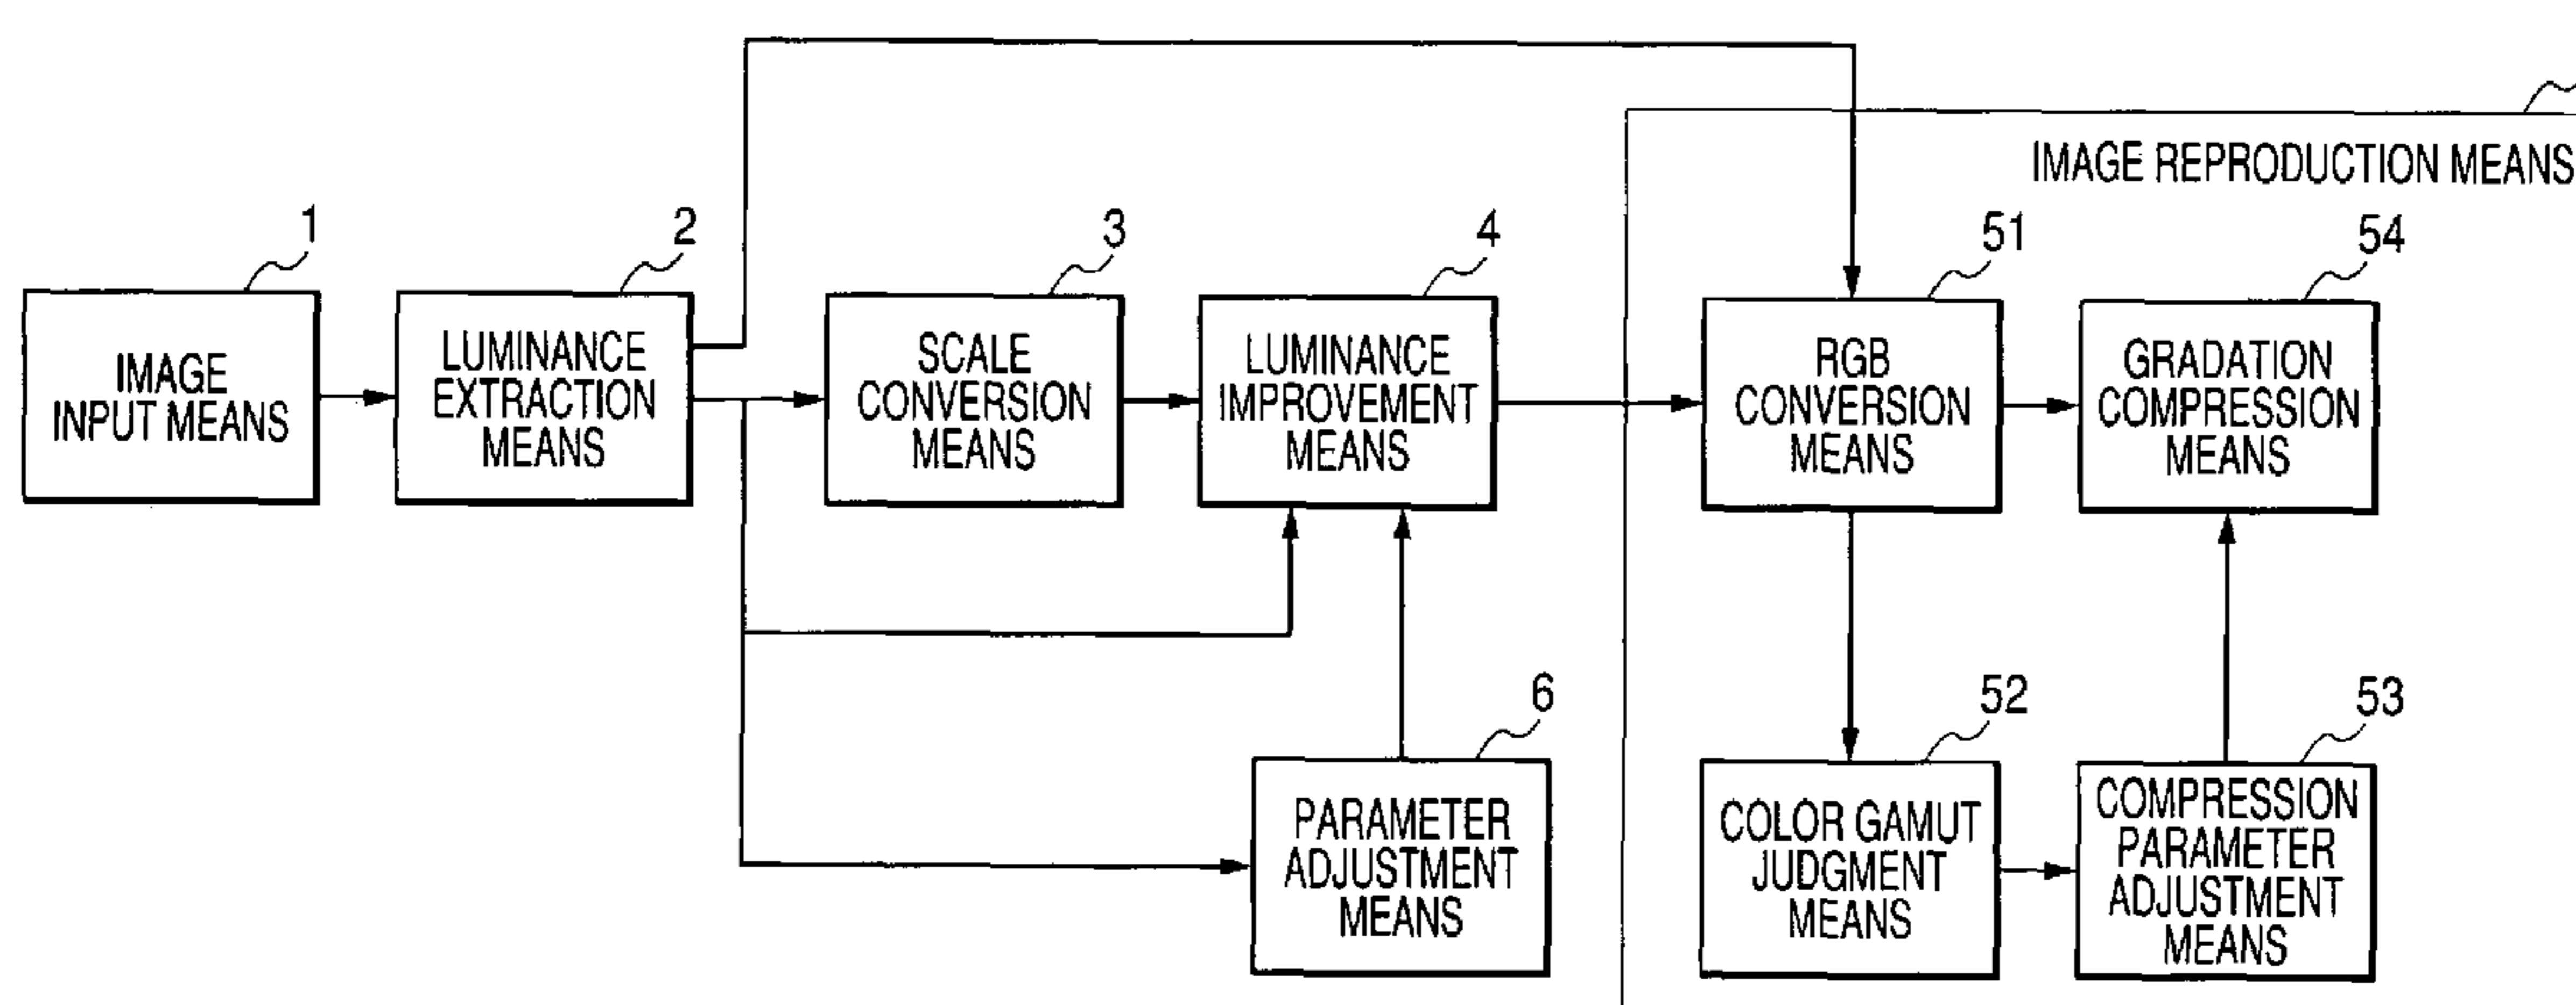 IMAGE REPRODUCTION MEANS
1
2
3
4
51
54
IMAGE
INPUT MEANS
LUMINANCE
EXTRACTION
MEANS
SCALE
CONVERSION
MEANS
LUMINANCE
IMPROVEMENT
MEANS
RGB
CONVERSION
MEANS
GRADATION
COMPRESSION
MEANS
6
52
53
PARAMETER
ADJUSTMENT
MEANS
COLOR GAMUT
JUDGMENT
MEANS
COMPRESSION
PARAMETER
ADJUSTMENT
MEANS